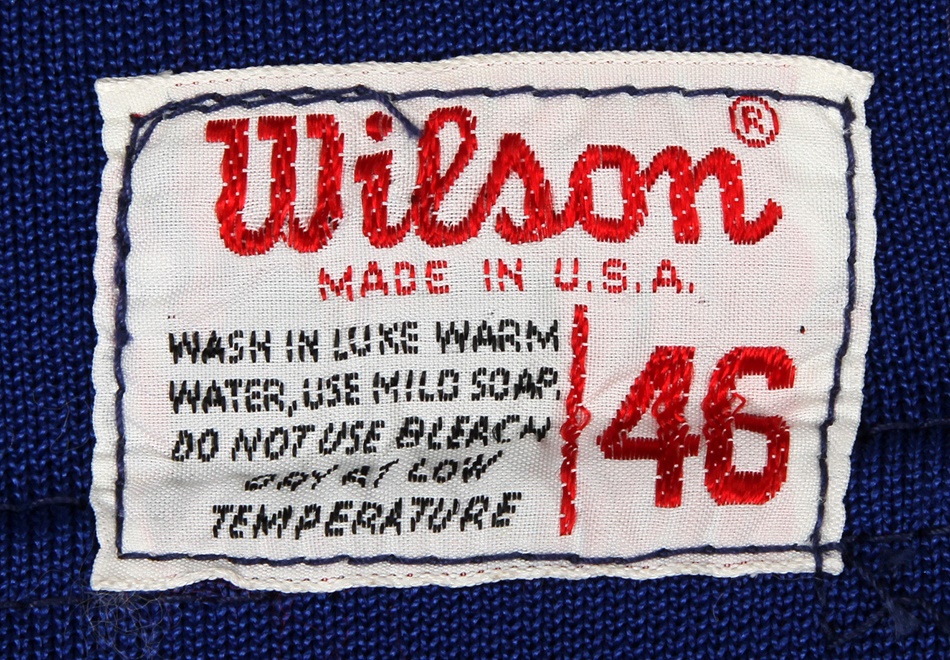 Wilson®
MADE IN U.S.A.
WASH IN LUKE WARM
WATER, USE MILD SOAP.
DO NOT USE BLEACH
DRY AT LOW
TEMPERATURE
46